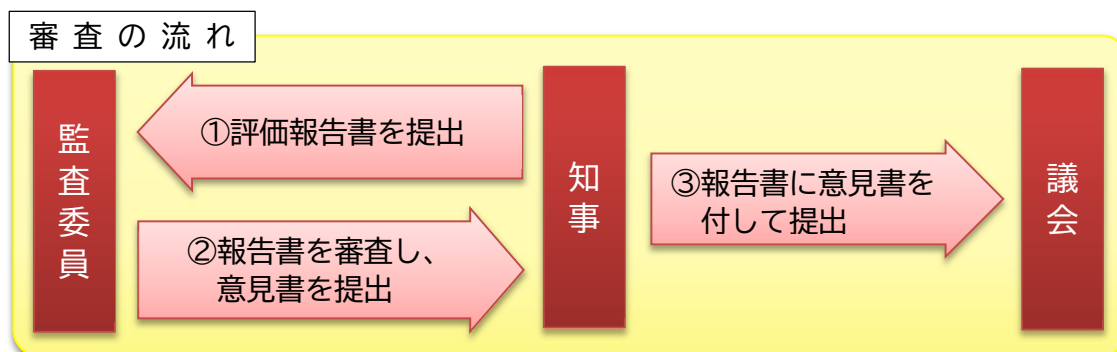 審査の流れ
監査委員
①評価報告書を提出
②報告書を審査し、
意見書を提出
知事
③報告書に意見書を
付して提出
議会